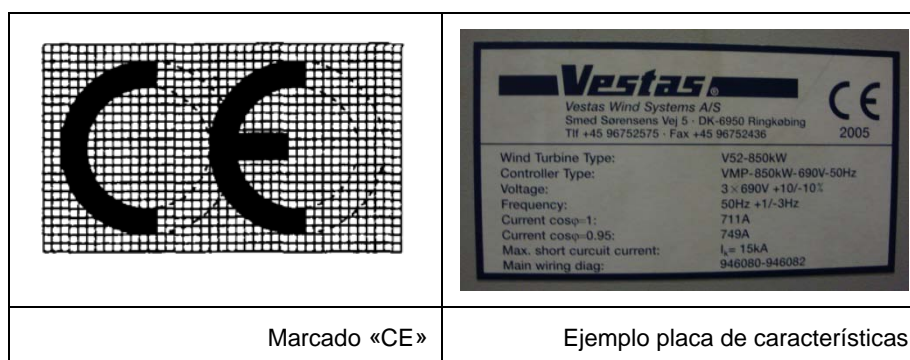 CE
Vestas®
Vestas Wind Systems A/S
Smed Sørensens Vej 5 · DK-6950 Ringkøbing
Tlf +45 96752575 · Fax +45 96752436
CE
2005
Wind Turbine Type: V52-850kW
Controller Type: VMP-850kW-690V-50Hz
Voltage: 3×690V +10/-10%
Frequency: 50Hz +1/-3Hz
Current cosφ=1: 711A
Current cosφ=0.95: 749A
Max. short curcuit current: Iₖ= 15kA
Main wiring diag: 946080-946082
Marcado «CE»
Ejemplo placa de características